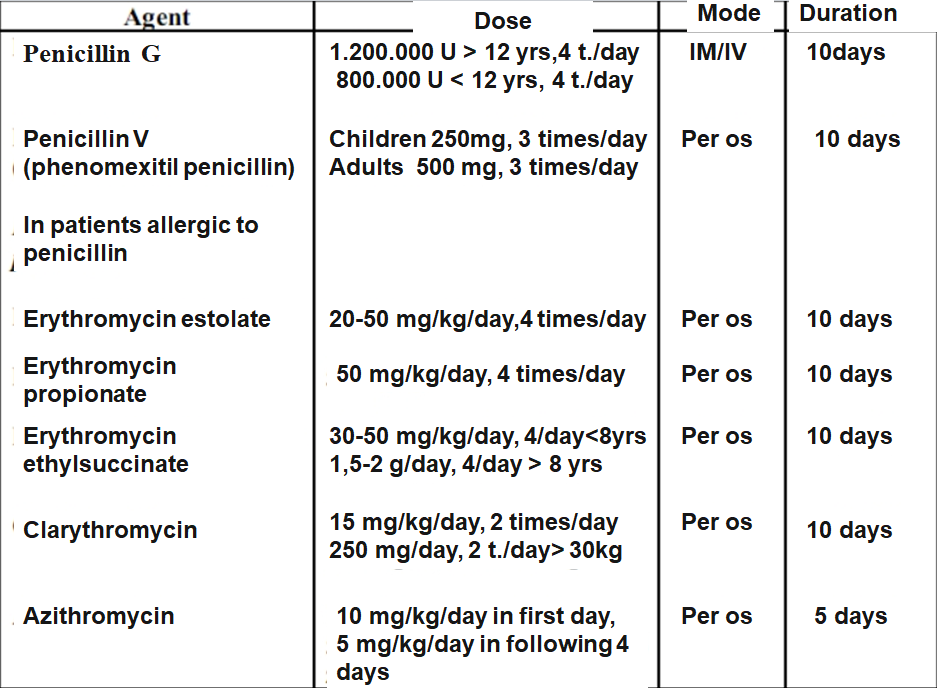 Agent Dose Mode Duration
Penicillin G 1.200.000 U > 12 yrs,4 t./day IM/IV 10days
800.000 U < 12 yrs, 4 t./day
Penicillin V Children 250mg, 3 times/day Per os 10 days
(phenomexitil penicillin) Adults 500 mg, 3 times/day
In patients allergic to
penicillin
Erythromycin estolate 20-50 mg/kg/day,4 times/day Per os 10 days
Erythromycin
propionate 50 mg/kg/day, 4 times/day Per os 10 days
Erythromycin 30-50 mg/kg/day, 4/day<8yrs Per os 10 days
ethylsuccinate 1,5-2 g/day, 4/day > 8 yrs
Clarythromycin 15 mg/kg/day, 2 times/day Per os 10 days
250 mg/day, 2 t./day> 30kg
Azithromycin 10 mg/kg/day in first day, Per os 5 days
5 mg/kg/day in following 4
days